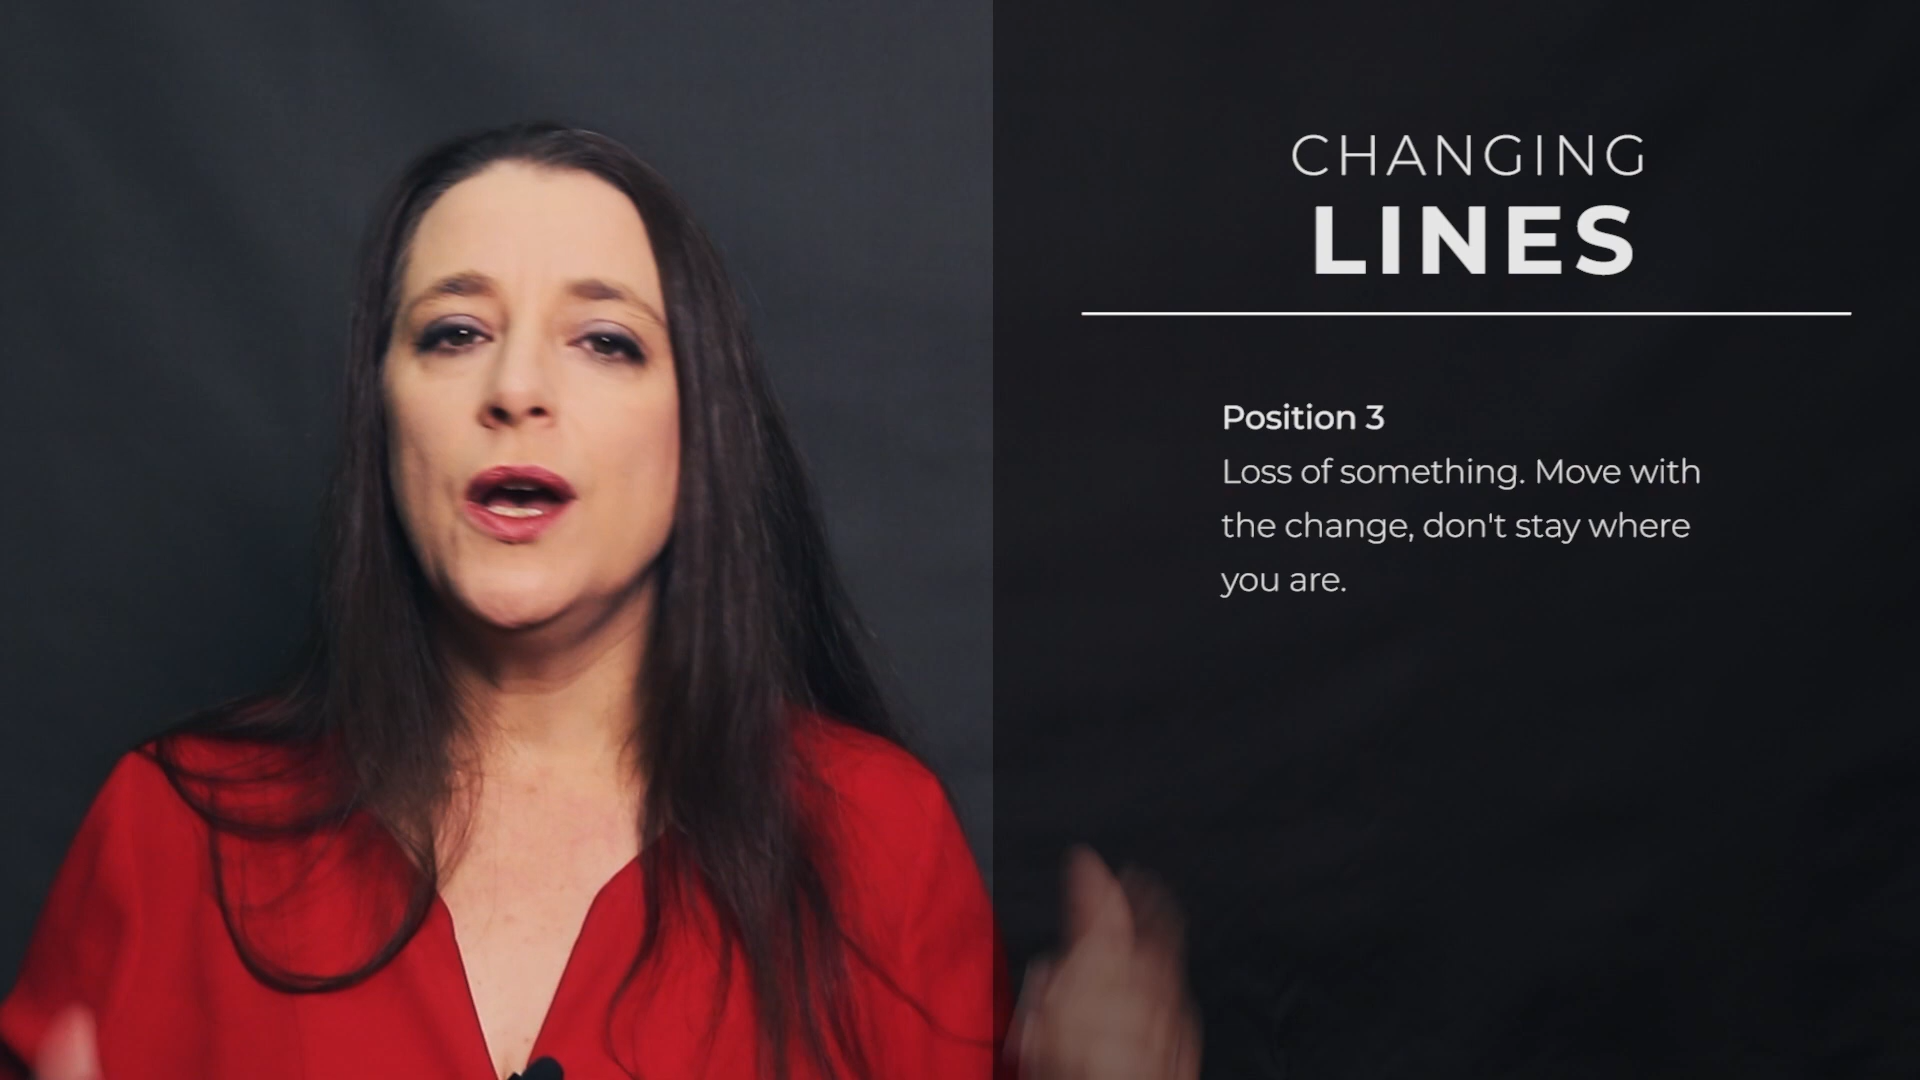 CHANGING
LINES
Position 3
Loss of something. Move with
the change, don't stay where
you are.